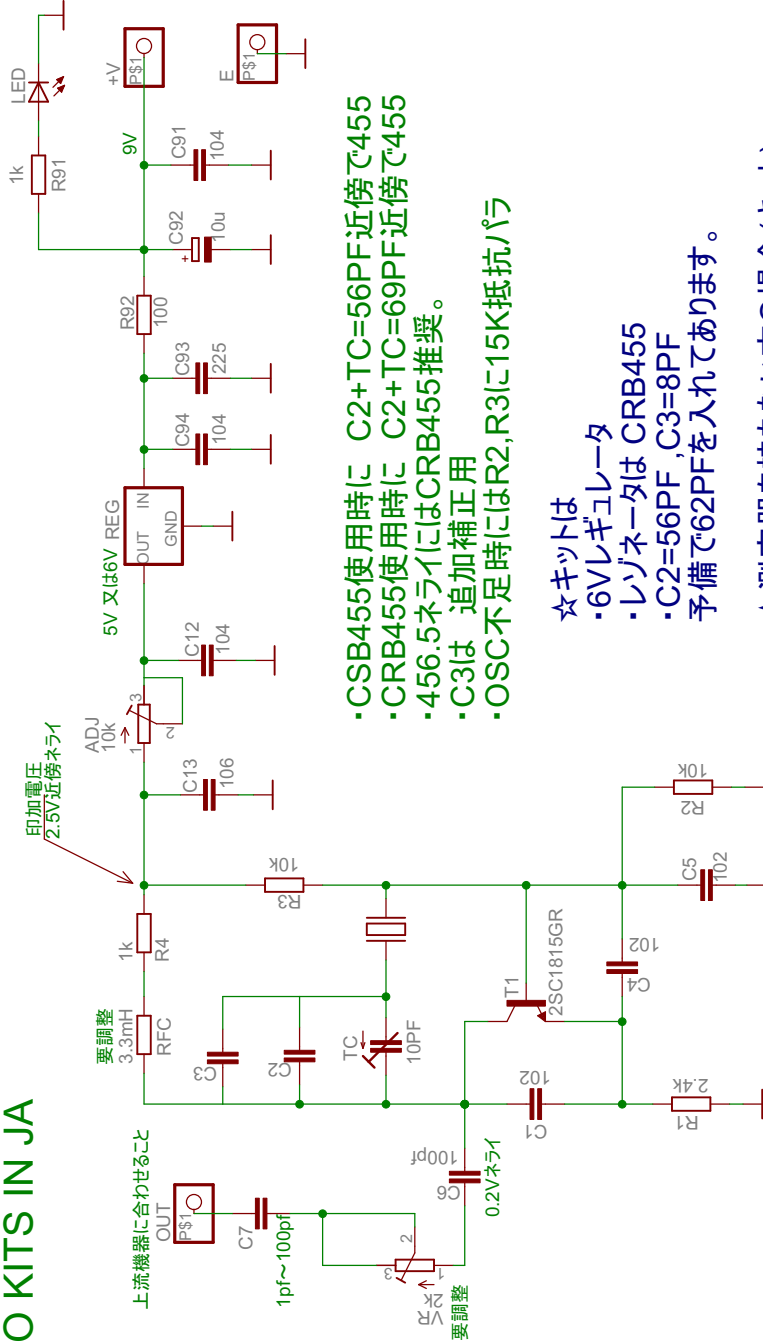 O KITS IN JA
上流機器に合わせること
OUT
P$1
C7
1pf～100pf
3
2
1
VR
2k
要調整
C6
100pf
0.2Vネライ
要調整
3.3mH
RFC
1k
R4
C3
C2
TC
10PF
C1
102
R1
2.4k
T1
2SC1815GR
C4
102
C5
102
R2
10k
R3
10k
印加電圧
2.5V近傍ネライ
C13
106
ADJ
10k
1
3
2
C12
104
5V 又は6V
REG
OUT
IN
GND
C94
104
C93
225
R92
100
C92
+
10u
C91
104
9V
1k
R91
LED
+V
P$1
E
P$1
・CSB455使用時に C2+TC=56PF近傍で455
・CRB455使用時に C2+TC=69PF近傍で455
・456.5ネライにはCRB455推奨。
・C3は 追加補正用
・OSC不足時にはR2,R3に15K抵抗パラ
☆キットは
・6Vレギュレータ
・レゾネータは CRB455
・C2=56PF ,C3=8PF
予備で62PFを入れてあります。